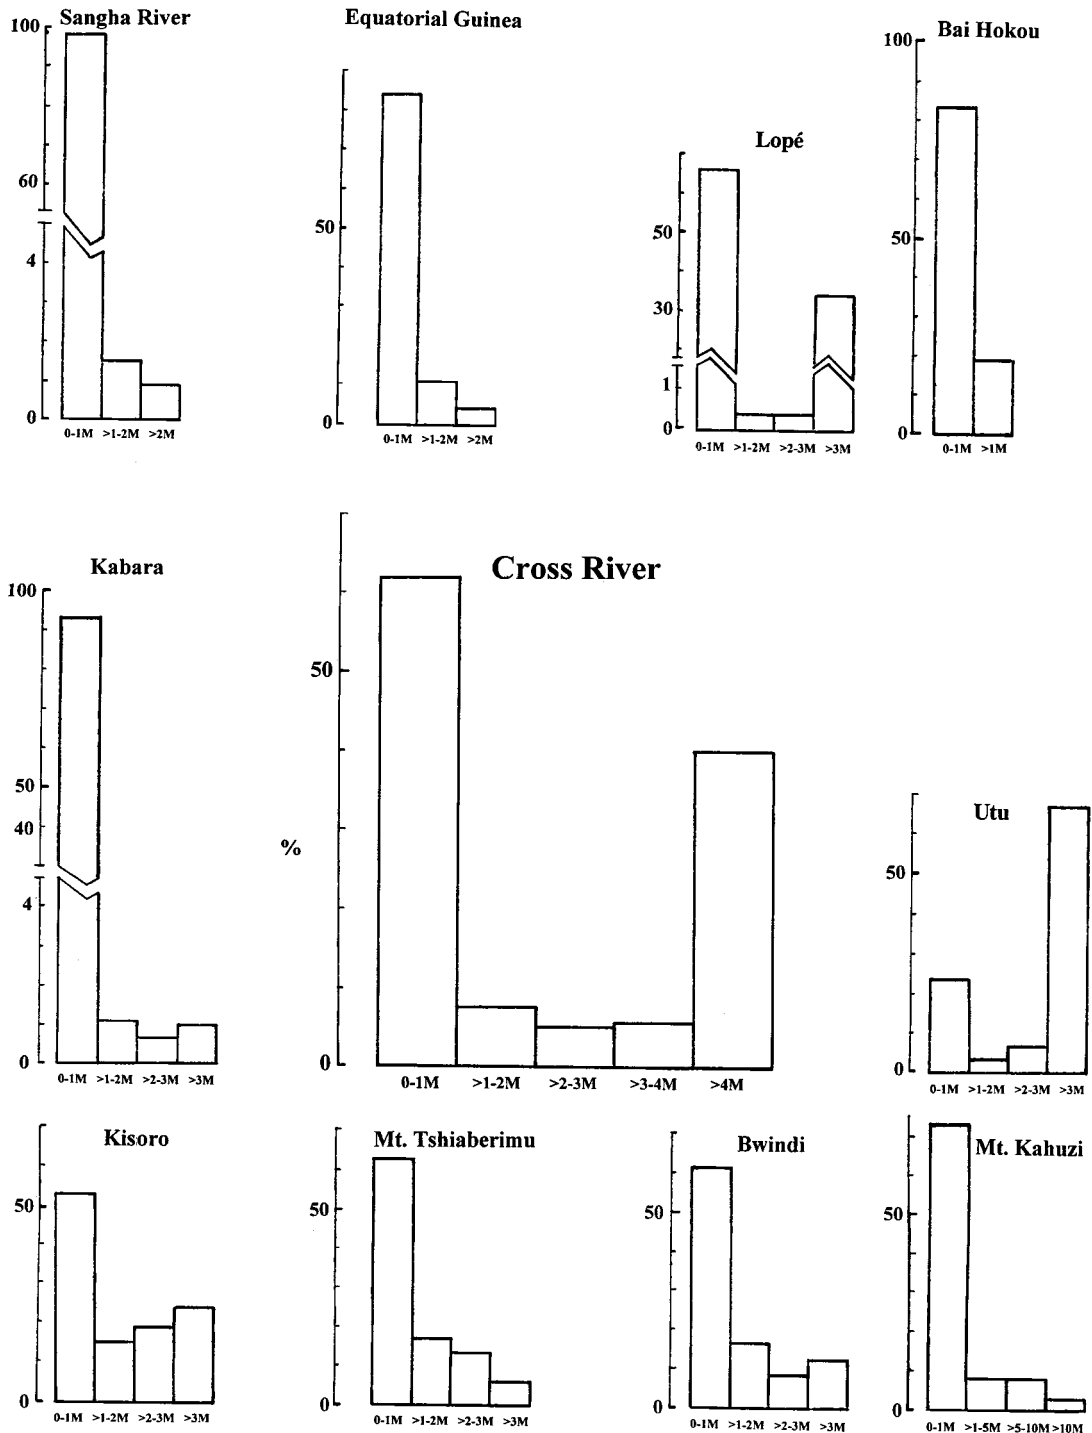 Sangha River
100
60
4
0
0-1M >1-2M >2M
Equatorial Guinea
50
0
0-1M >1-2M >2M
Lopé
50
30
1
0
0-1M >1-2M >2-3M >3M
Bai Hokou
100
50
0
0-1M >1M
Kabara
100
50
40
4
0
0-1M >1-2M >2-3M >3M
Cross River
%
50
0
0-1M >1-2M >2-3M >3-4M >4M
Utu
50
0
0-1M >1-2M >2-3M >3M
Kisoro
50
0
0-1M >1-2M >2-3M >3M
Mt. Tshiaberimu
50
0
0-1M >1-2M >2-3M >3M
Bwindi
50
0
0-1M >1-2M >2-3M >3M
Mt. Kahuzi
50
0
0-1M >1-5M >5-10M >10M